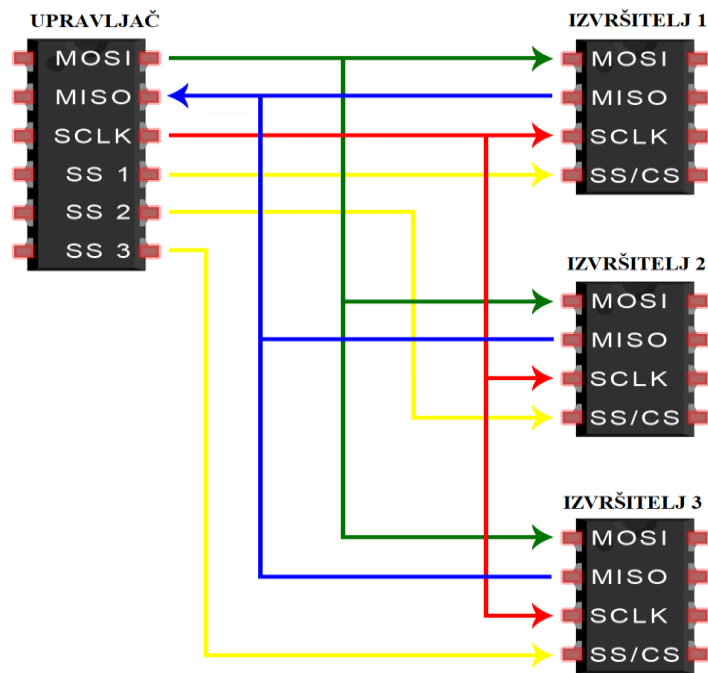 UPRAVLJAČ
MOSI
MISO
SCLK
SS 1
SS 2
SS 3
IZVRŠITELJ 1
MOSI
MISO
SCLK
SS/CS
IZVRŠITELJ 2
MOSI
MISO
SCLK
SS/CS
IZVRŠITELJ 3
MOSI
MISO
SCLK
SS/CS